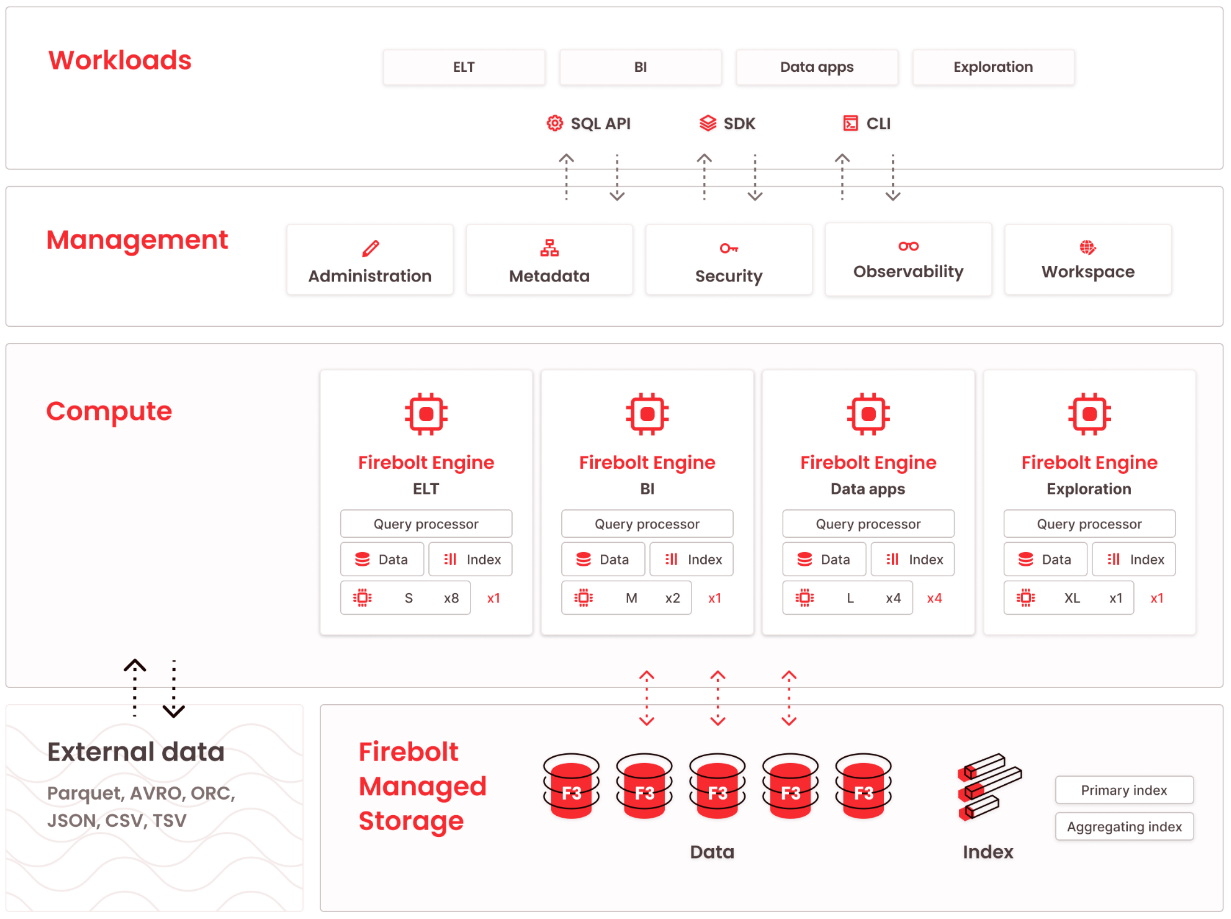 Workloads
ELT
BI
Data apps
Exploration
SQL API
SDK
CLI
Management
Administration
Metadata
Security
Observability
Workspace
Compute
Firebolt Engine
ELT
Query processor
Data
Index
S x8 x1
Firebolt Engine
BI
Query processor
Data
Index
M x2 x1
Firebolt Engine
Data apps
Query processor
Data
Index
L x4 x4
Firebolt Engine
Exploration
Query processor
Data
Index
XL x1 x1
External data
Parquet, AVRO, ORC,
JSON, CSV, TSV
Firebolt
Managed
Storage
F3
F3
F3
F3
F3
Data
Index
Primary index
Aggregating index